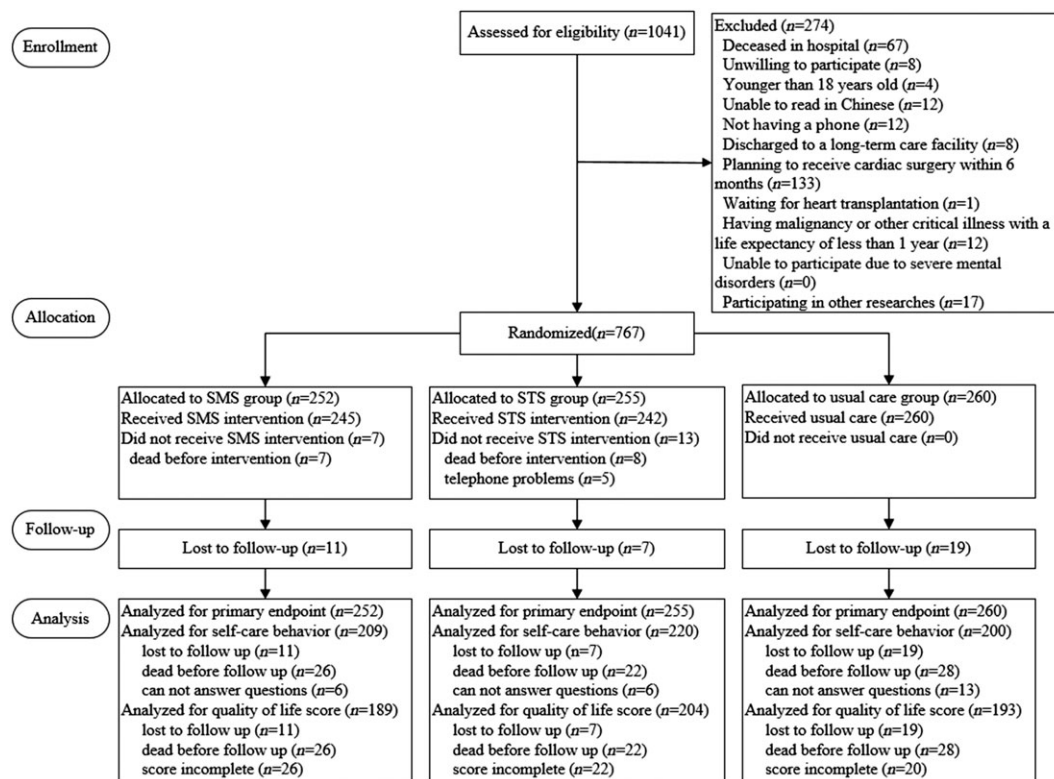 Enrollment
Assessed for eligibility (n=1041)
Excluded (n=274)
Deceased in hospital (n=67)
Unwilling to participate (n=8)
Younger than 18 years old (n=4)
Unable to read in Chinese (n=12)
Not having a phone (n=12)
Discharged to a long-term care facility (n=8)
Planning to receive cardiac surgery within 6
months (n=133)
Waiting for heart transplantation (n=1)
Having malignancy or other critical illness with a
life expectancy of less than 1 year (n=12)
Unable to participate due to severe mental
disorders (n=0)
Participating in other researches (n=17)
Allocation
Randomized(n=767)
Allocated to SMS group (n=252)
Received SMS intervention (n=245)
Did not receive SMS intervention (n=7)
dead before intervention (n=7)
Allocated to STS group (n=255)
Received STS intervention (n=242)
Did not receive STS intervention (n=13)
dead before intervention (n=8)
telephone problems (n=5)
Allocated to usual care group (n=260)
Received usual care (n=260)
Did not receive usual care (n=0)
Follow-up
Lost to follow-up (n=11)
Lost to follow-up (n=7)
Lost to follow-up (n=19)
Analysis
Analyzed for primary endpoint (n=252)
Analyzed for self-care behavior (n=209)
lost to follow up (n=11)
dead before follow up (n=26)
can not answer questions (n=6)
Analyzed for quality of life score (n=189)
lost to follow up (n=11)
dead before follow up (n=26)
score incomplete (n=26)
Analyzed for primary endpoint (n=255)
Analyzed for self-care behavior (n=220)
lost to follow up (n=7)
dead before follow up (n=22)
can not answer questions (n=6)
Analyzed for quality of life score (n=204)
lost to follow up (n=7)
dead before follow up (n=22)
score incomplete (n=22)
Analyzed for primary endpoint (n=260)
Analyzed for self-care behavior (n=200)
lost to follow up (n=19)
dead before follow up (n=28)
can not answer questions (n=13)
Analyzed for quality of life score (n=193)
lost to follow up (n=19)
dead before follow up (n=28)
score incomplete (n=20)